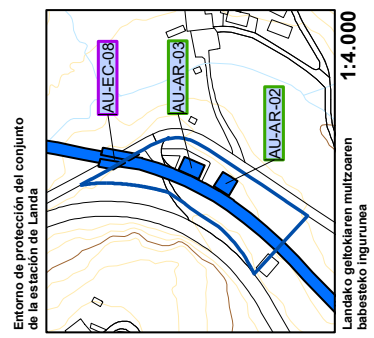 Entorno de protección del conjunto
de la estación de Landa
AU-EC-08
AU-AR-03
AU-AR-02
Landako geltokiaren multzoaren
babesteko ingurunea
1:4.000